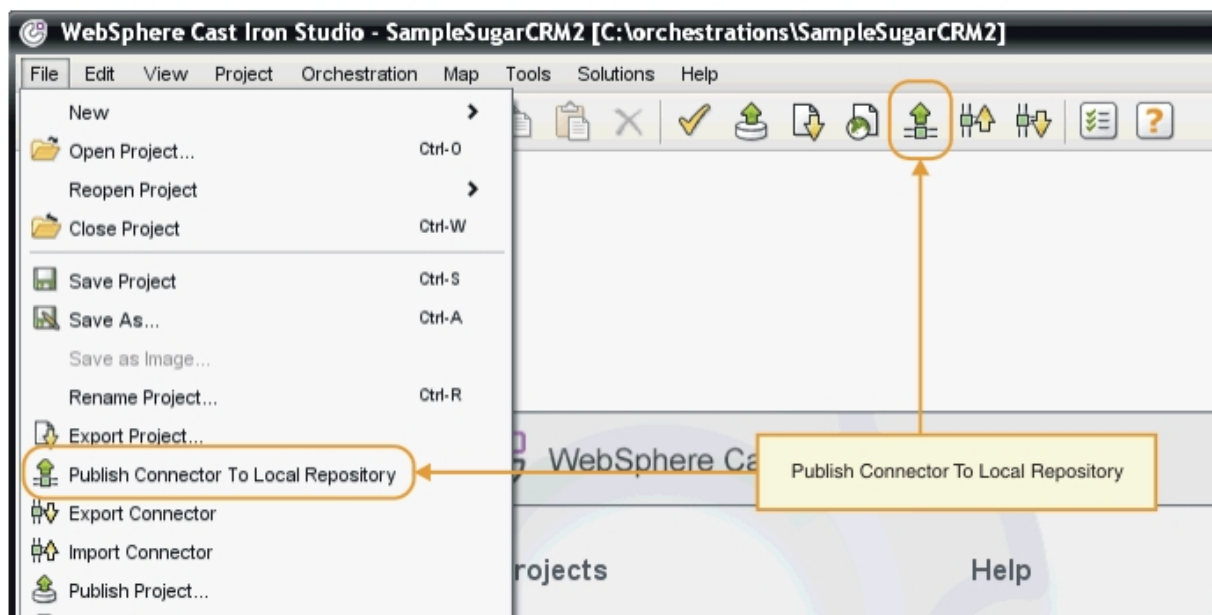 WebSphere Cast Iron Studio - SampleSugarCRM2 [C:\orchestrations\SampleSugarCRM2]
File Edit View Project Orchestration Map Tools Solutions Help
New
Open Project... Ctrl-O
Reopen Project
Close Project Ctrl-W
Save Project Ctrl-S
Save As... Ctrl-A
Save as Image...
Rename Project... Ctrl-R
Export Project...
Publish Connector To Local Repository
Export Connector
Import Connector
Publish Project...
WebSphere Ca
Publish Connector To Local Repository
rojects
Help